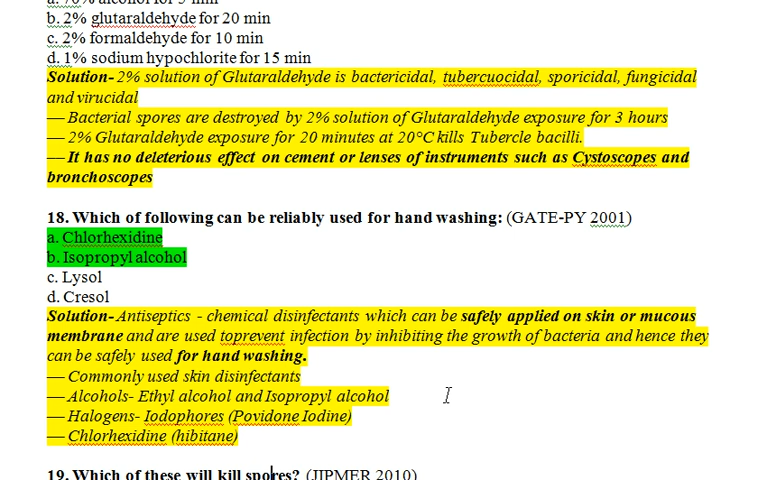 a. 70% alcohol for 5 min
b. 2% glutaraldehyde for 20 min
c. 2% formaldehyde for 10 min
d. 1% sodium hypochlorite for 15 min
Solution- 2% solution of Glutaraldehyde is bactericidal, tubercuocidal, sporicidal, fungicidal
and virucidal
— Bacterial spores are destroyed by 2% solution of Glutaraldehyde exposure for 3 hours
— 2% Glutaraldehyde exposure for 20 minutes at 20°C kills Tubercle bacilli.
— It has no deleterious effect on cement or lenses of instruments such as Cystoscopes and
bronchoscopes
18. Which of following can be reliably used for hand washing: (GATE-PY 2001)
a. Chlorhexidine
b. Isopropyl alcohol
c. Lysol
d. Cresol
Solution- Antiseptics - chemical disinfectants which can be safely applied on skin or mucous
membrane and are used toprevent infection by inhibiting the growth of bacteria and hence they
can be safely used for hand washing.
— Commonly used skin disinfectants
— Alcohols- Ethyl alcohol and Isopropyl alcohol
— Halogens- Iodophores (Povidone Iodine)
— Chlorhexidine (hibitane)
19. Which of these will kill spores? (JIPMER 2010)